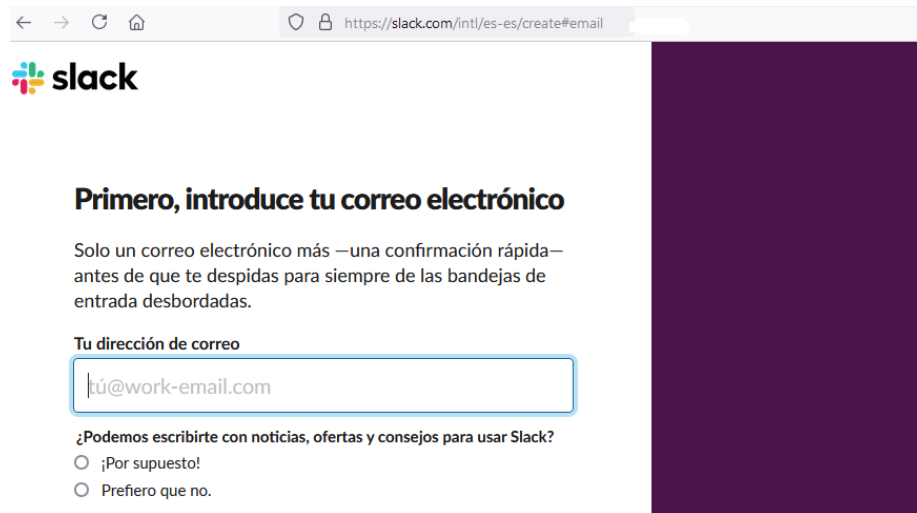 https://slack.com/intl/es-es/create#email
slack
Primero, introduce tu correo electrónico
Solo un correo electrónico más —una confirmación rápida—
antes de que te despidas para siempre de las bandejas de
entrada desbordadas.
Tu dirección de correo
tú@work-email.com
¿Podemos escribirte con noticias, ofertas y consejos para usar Slack?
¡Por supuesto!
Prefiero que no.